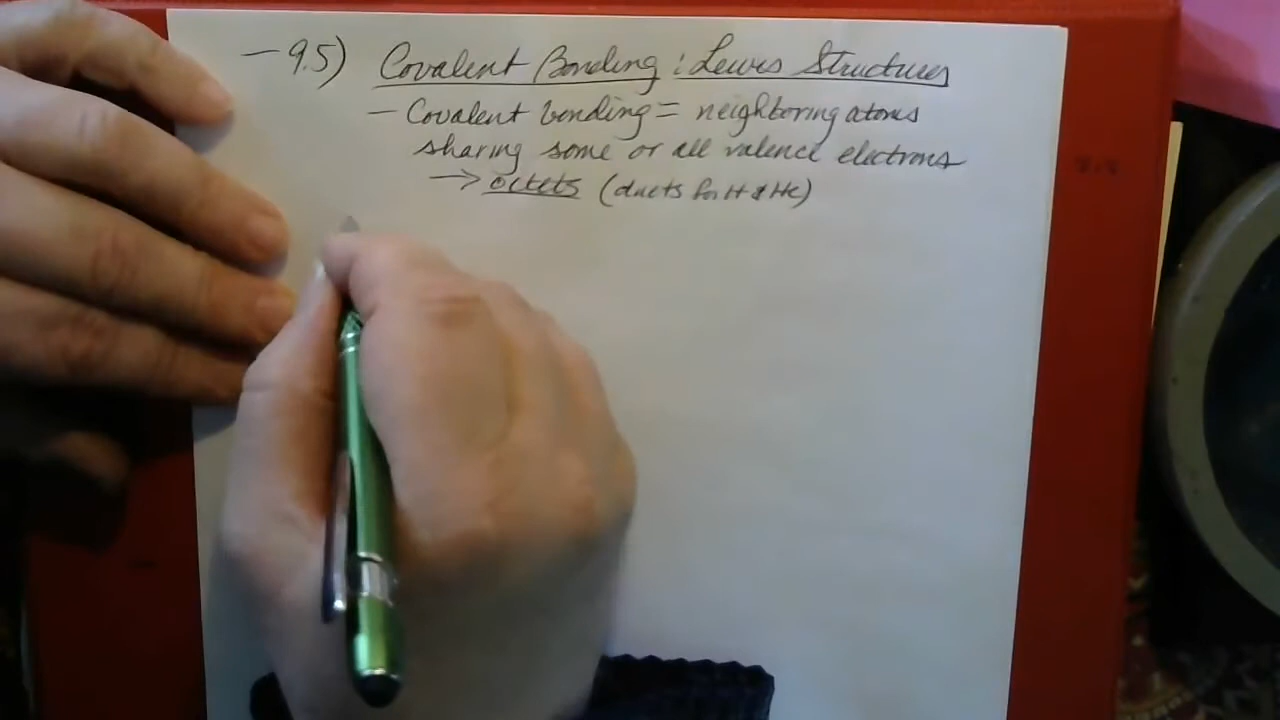 — 9.5) Covalent Bonding: Lewis Structures
— Covalent bonding = neighboring atoms
sharing some or all valence electrons
→ octets (duets for H & He)